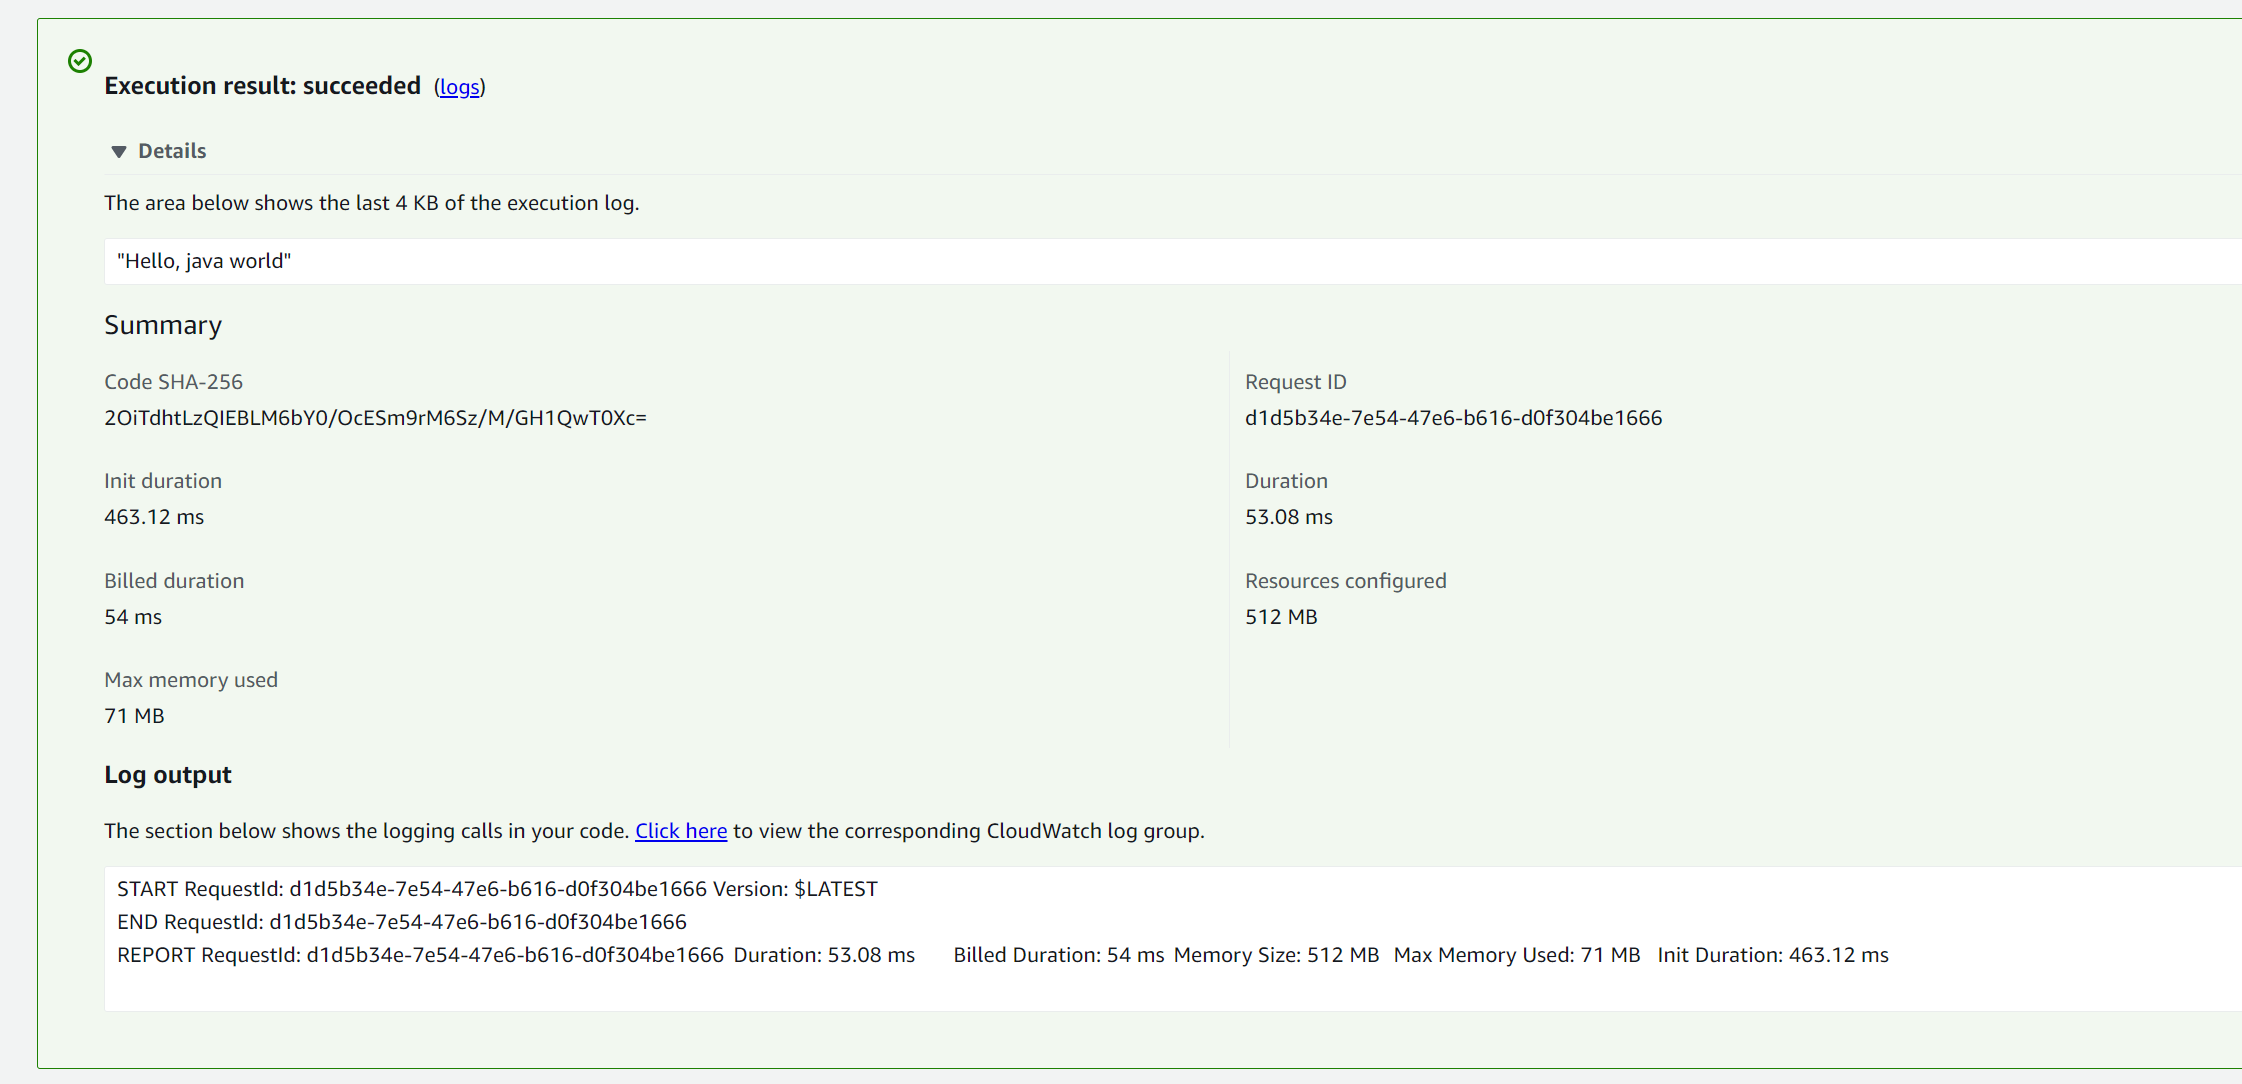 Execution result: succeeded (logs)
Details
The area below shows the last 4 KB of the execution log.
"Hello, java world"
Summary
Code SHA-256
2OiTdhtLzQIEBLM6bY0/OcESm9rM6Sz/M/GH1QwT0Xc=
Request ID
d1d5b34e-7e54-47e6-b616-d0f304be1666
Init duration
463.12 ms
Duration
53.08 ms
Billed duration
54 ms
Resources configured
512 MB
Max memory used
71 MB
Log output
The section below shows the logging calls in your code. Click here to view the corresponding CloudWatch log group.
START RequestId: d1d5b34e-7e54-47e6-b616-d0f304be1666 Version: $LATEST
END RequestId: d1d5b34e-7e54-47e6-b616-d0f304be1666
REPORT RequestId: d1d5b34e-7e54-47e6-b616-d0f304be1666 Duration: 53.08 ms Billed Duration: 54 ms Memory Size: 512 MB Max Memory Used: 71 MB Init Duration: 463.12 ms